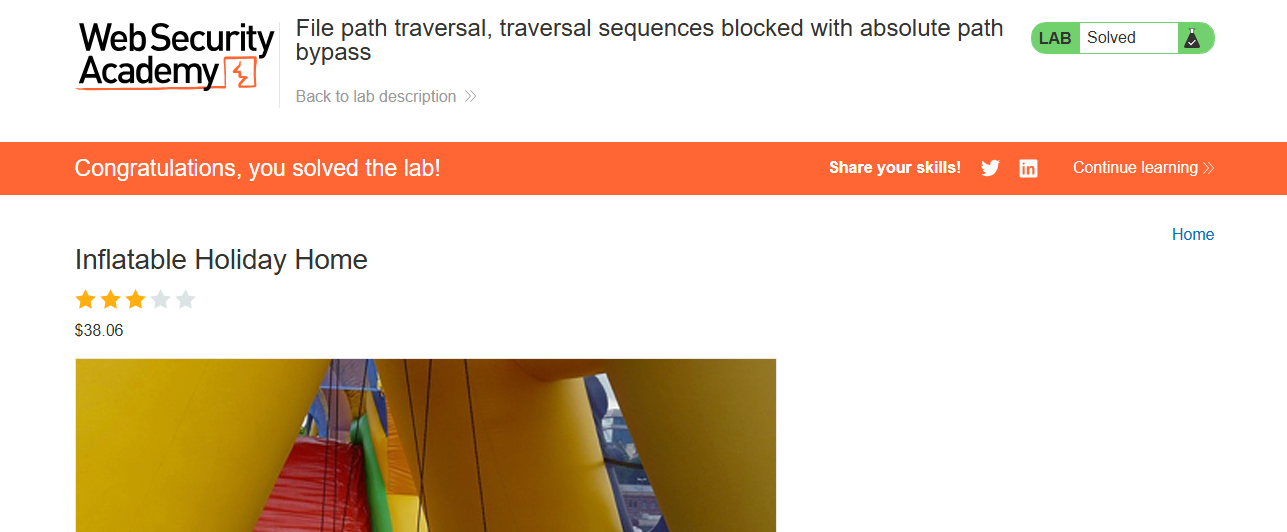 Web Security
Academy
File path traversal, traversal sequences blocked with absolute path
bypass
Back to lab description
LAB Solved
Congratulations, you solved the lab!
Share your skills!
in
Continue learning
Home
Inflatable Holiday Home
$38.06